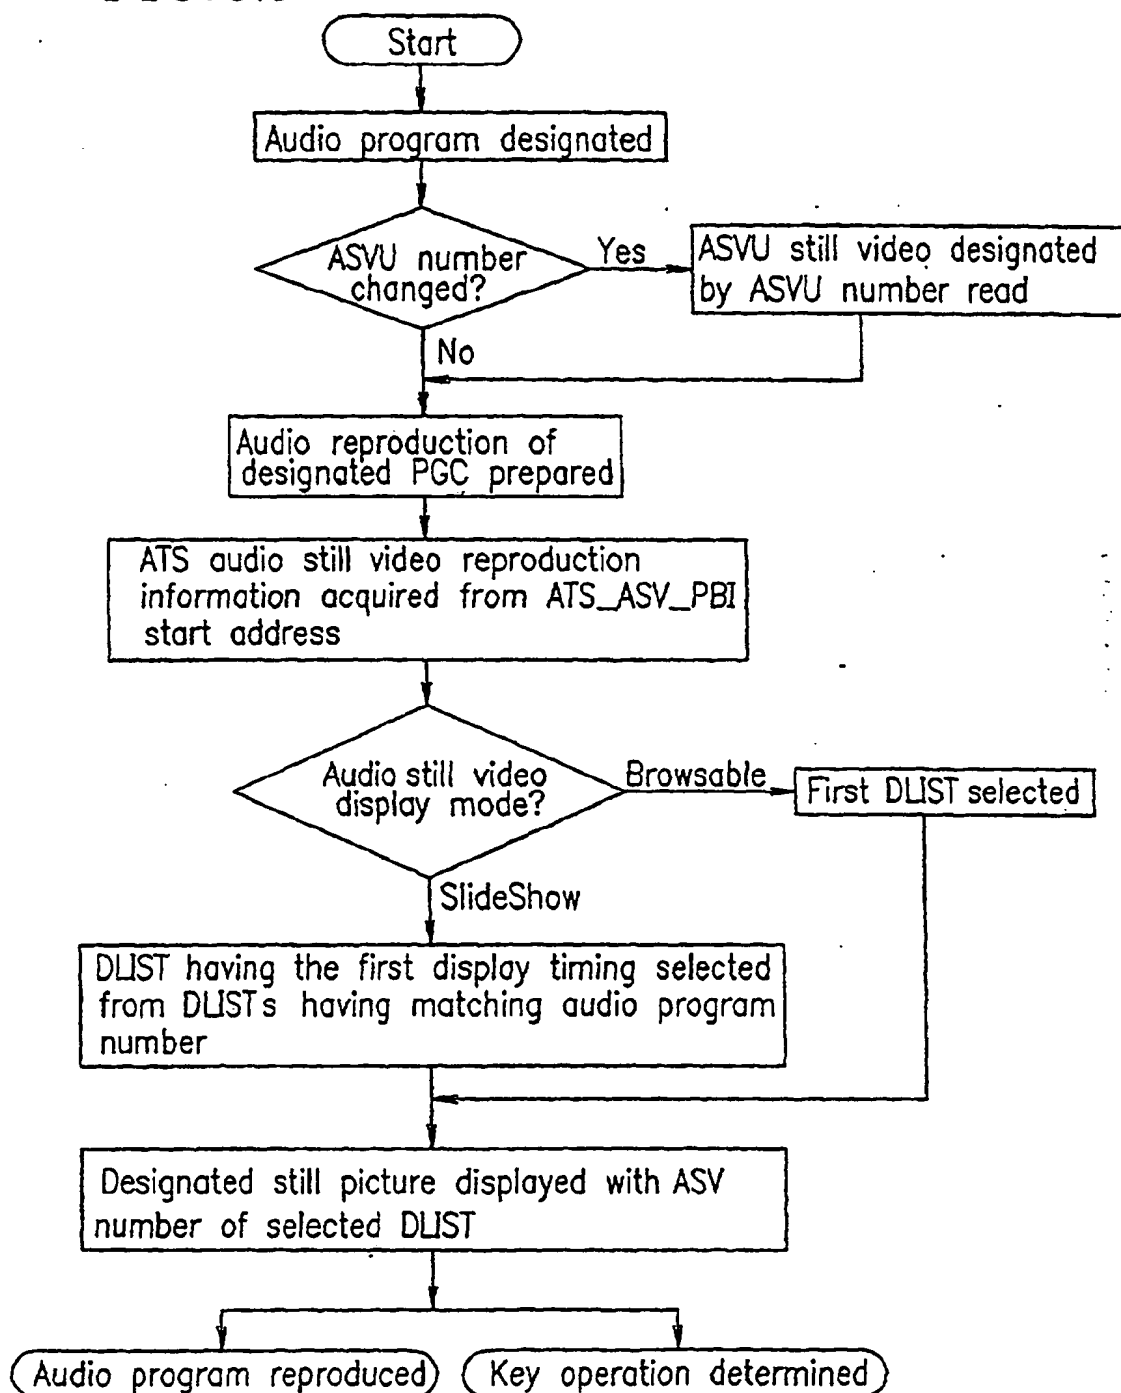 Start
Audio program designated
ASVU number
changed?
Yes
ASVU still video designated
by ASVU number read
No
Audio reproduction of
designated PGC prepared
ATS audio still video reproduction
information acquired from ATS_ASV_PBI
start address
Audio still video
display mode?
Browsable
First DLIST selected
SlideShow
DLIST having the first display timing selected
from DLISTs having matching audio program
number
Designated still picture displayed with ASV
number of selected DLIST
Audio program reproduced
Key operation determined